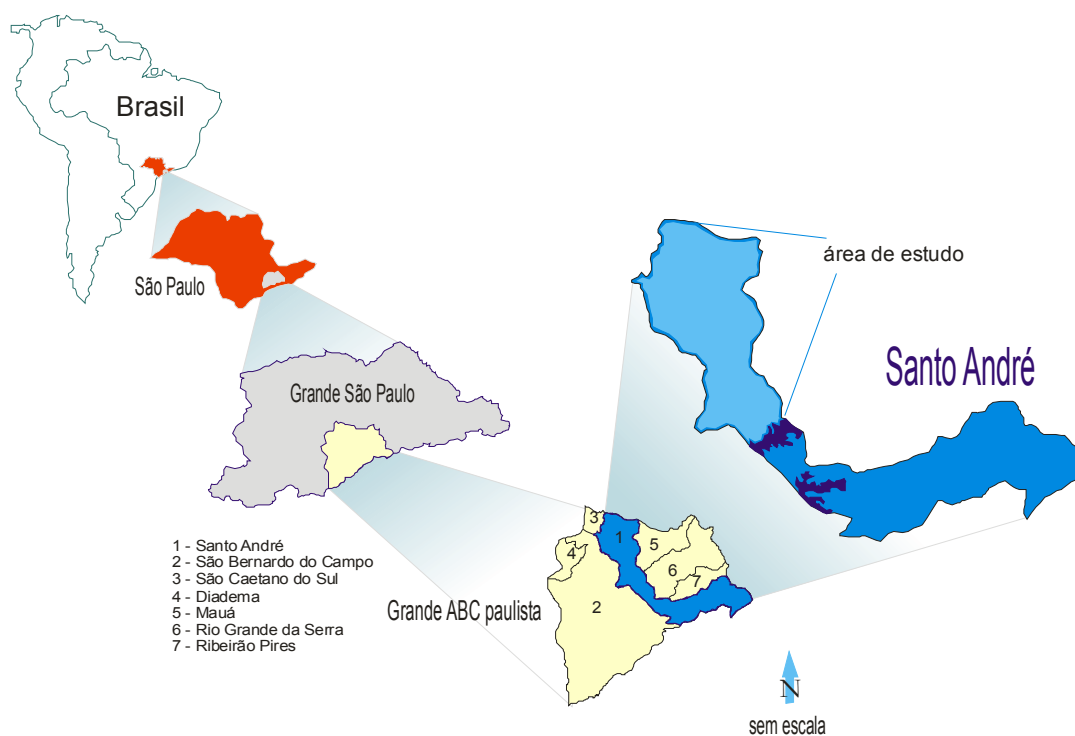 Brasil
São Paulo
Grande São Paulo
área de estudo
Santo André
1 - Santo André
2 - São Bernardo do Campo
3 - São Caetano do Sul
4 - Diadema
5 - Mauá
6 - Rio Grande da Serra
7 - Ribeirão Pires
Grande ABC paulista
3
1
5
4
6
7
2
N
sem escala